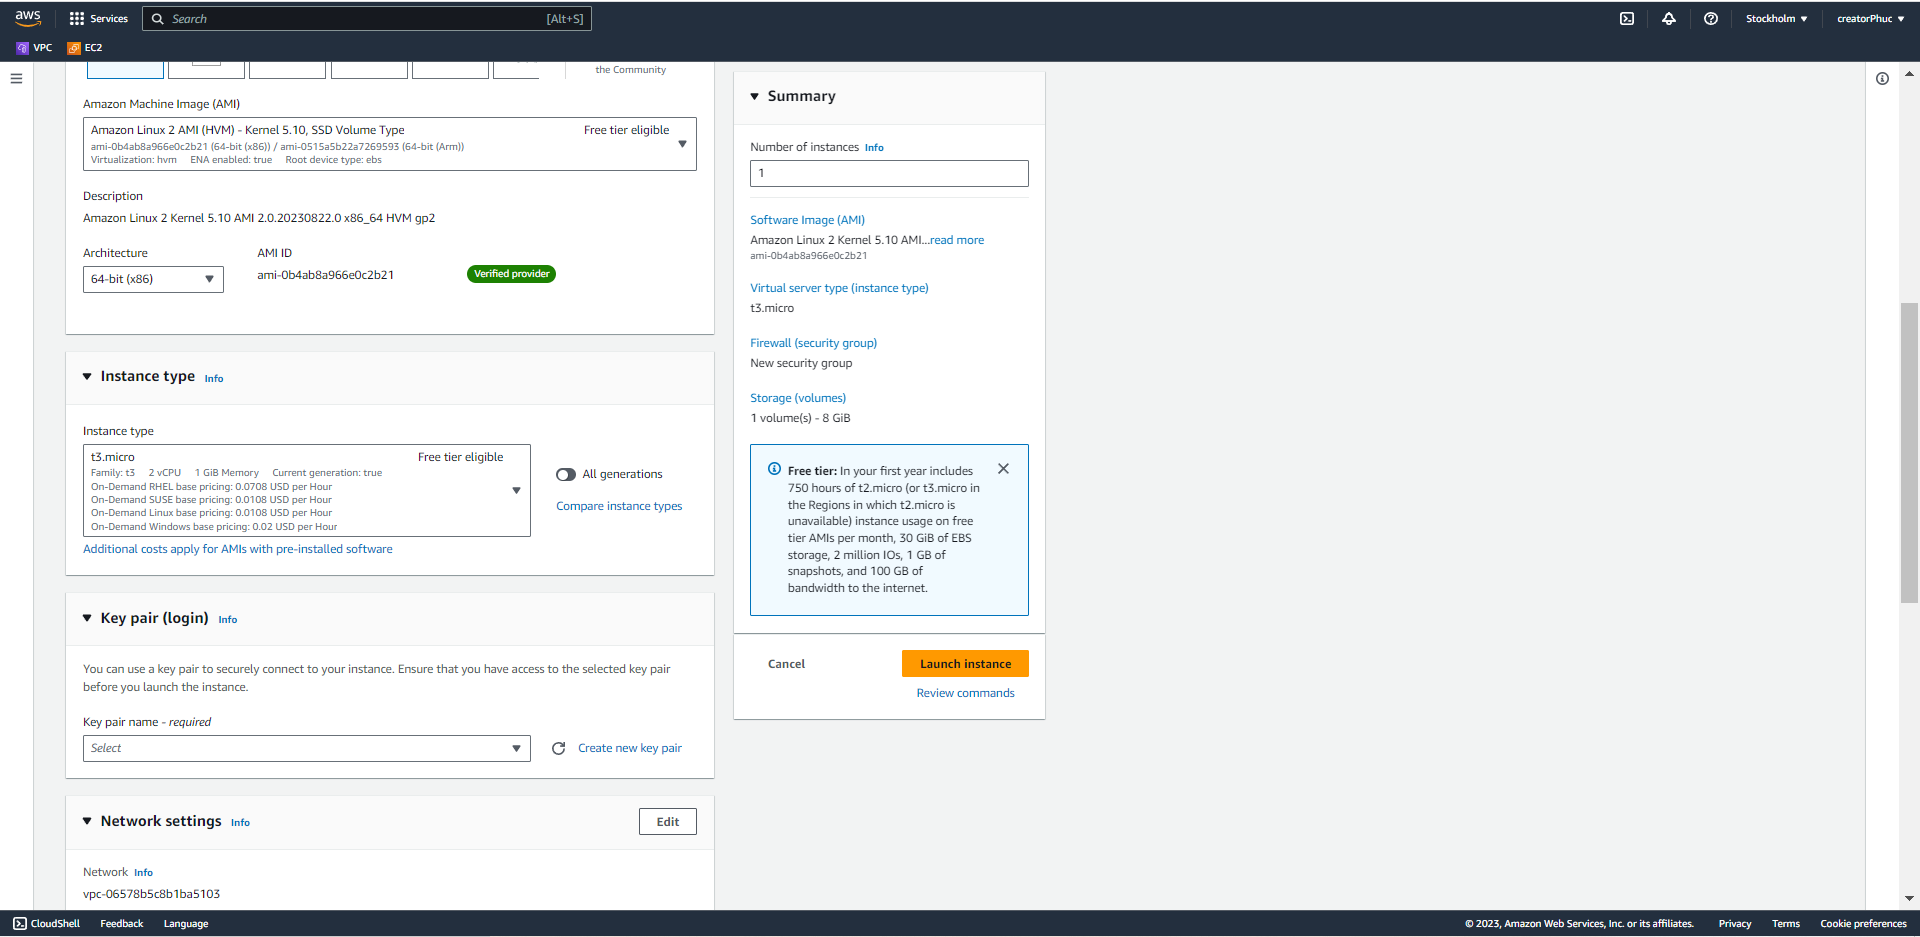 aws
Services
Search
[Alt+S]
Stockholm
creatorPhuc
VPC
EC2
the Community
Amazon Machine Image (AMI)
Amazon Linux 2 AMI (HVM) - Kernel 5.10, SSD Volume Type
Free tier eligible
ami-0b4ab8a966e0c2b21 (64-bit (x86)) / ami-0515a5b22a7269593 (64-bit (Arm))
Virtualization: hvm ENA enabled: true Root device type: ebs
Description
Amazon Linux 2 Kernel 5.10 AMI 2.0.20230822.0 x86_64 HVM gp2
Architecture
AMI ID
64-bit (x86)
ami-0b4ab8a966e0c2b21
Verified provider
Instance type Info
Instance type
t3.micro
Free tier eligible
Family: t3 2 vCPU 1 GiB Memory Current generation: true
On-Demand RHEL base pricing: 0.0708 USD per Hour
On-Demand SUSE base pricing: 0.0108 USD per Hour
On-Demand Linux base pricing: 0.0108 USD per Hour
On-Demand Windows base pricing: 0.02 USD per Hour
All generations
Compare instance types
Additional costs apply for AMIs with pre-installed software
Key pair (login) Info
You can use a key pair to securely connect to your instance. Ensure that you have access to the selected key pair
before you launch the instance.
Key pair name - required
Select
Create new key pair
Network settings Info
Edit
Network Info
vpc-06578b5c8b1ba5103
Summary
Number of instances Info
1
Software Image (AMI)
Amazon Linux 2 Kernel 5.10 AMI...read more
ami-0b4ab8a966e0c2b21
Virtual server type (instance type)
t3.micro
Firewall (security group)
New security group
Storage (volumes)
1 volume(s) - 8 GiB
Free tier: In your first year includes
750 hours of t2.micro (or t3.micro in
the Regions in which t2.micro is
unavailable) instance usage on free
tier AMIs per month, 30 GiB of EBS
storage, 2 million IOs, 1 GB of
snapshots, and 100 GB of
bandwidth to the internet.
Cancel
Launch instance
Review commands
CloudShell
Feedback
Language
© 2023, Amazon Web Services, Inc. or its affiliates.
Privacy
Terms
Cookie preferences